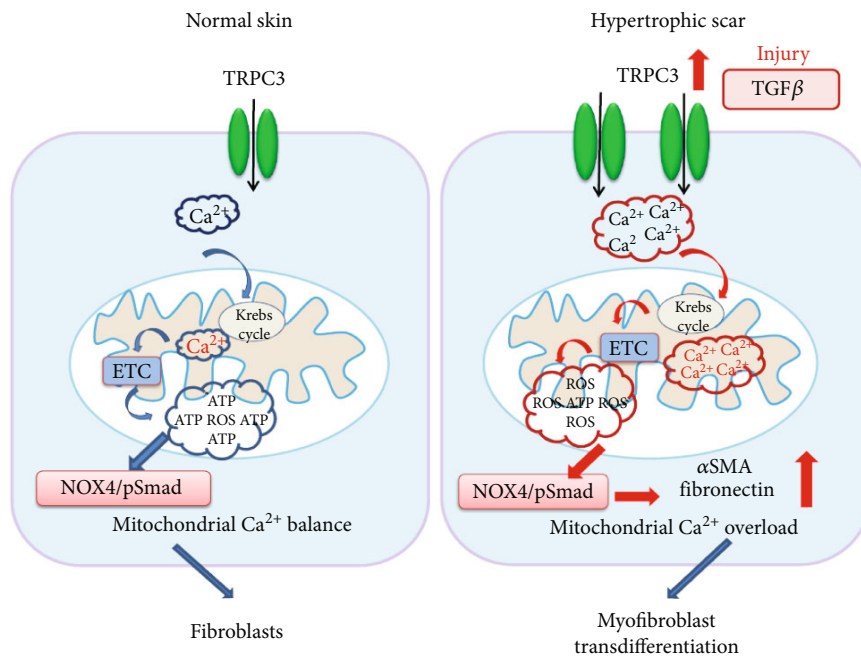 Normal skin
TRPC3
Ca²⁺
Krebs
cycle
Ca²⁺
ETC
ATP
ATP ROS ATP
ATP
NOX4/pSmad
Mitochondrial Ca²⁺ balance
Fibroblasts
Hypertrophic scar
Injury
TGFβ
TRPC3
Ca²⁺ Ca²⁺
Ca² Ca²⁺
Krebs
cycle
ETC
Ca²⁺ Ca²⁺
Ca²⁺ Ca²⁺
ROS
ROS ATP ROS
ROS
NOX4/pSmad
αSMA
fibronectin
Mitochondrial Ca²⁺ overload
Myofibroblast
transdifferentiation